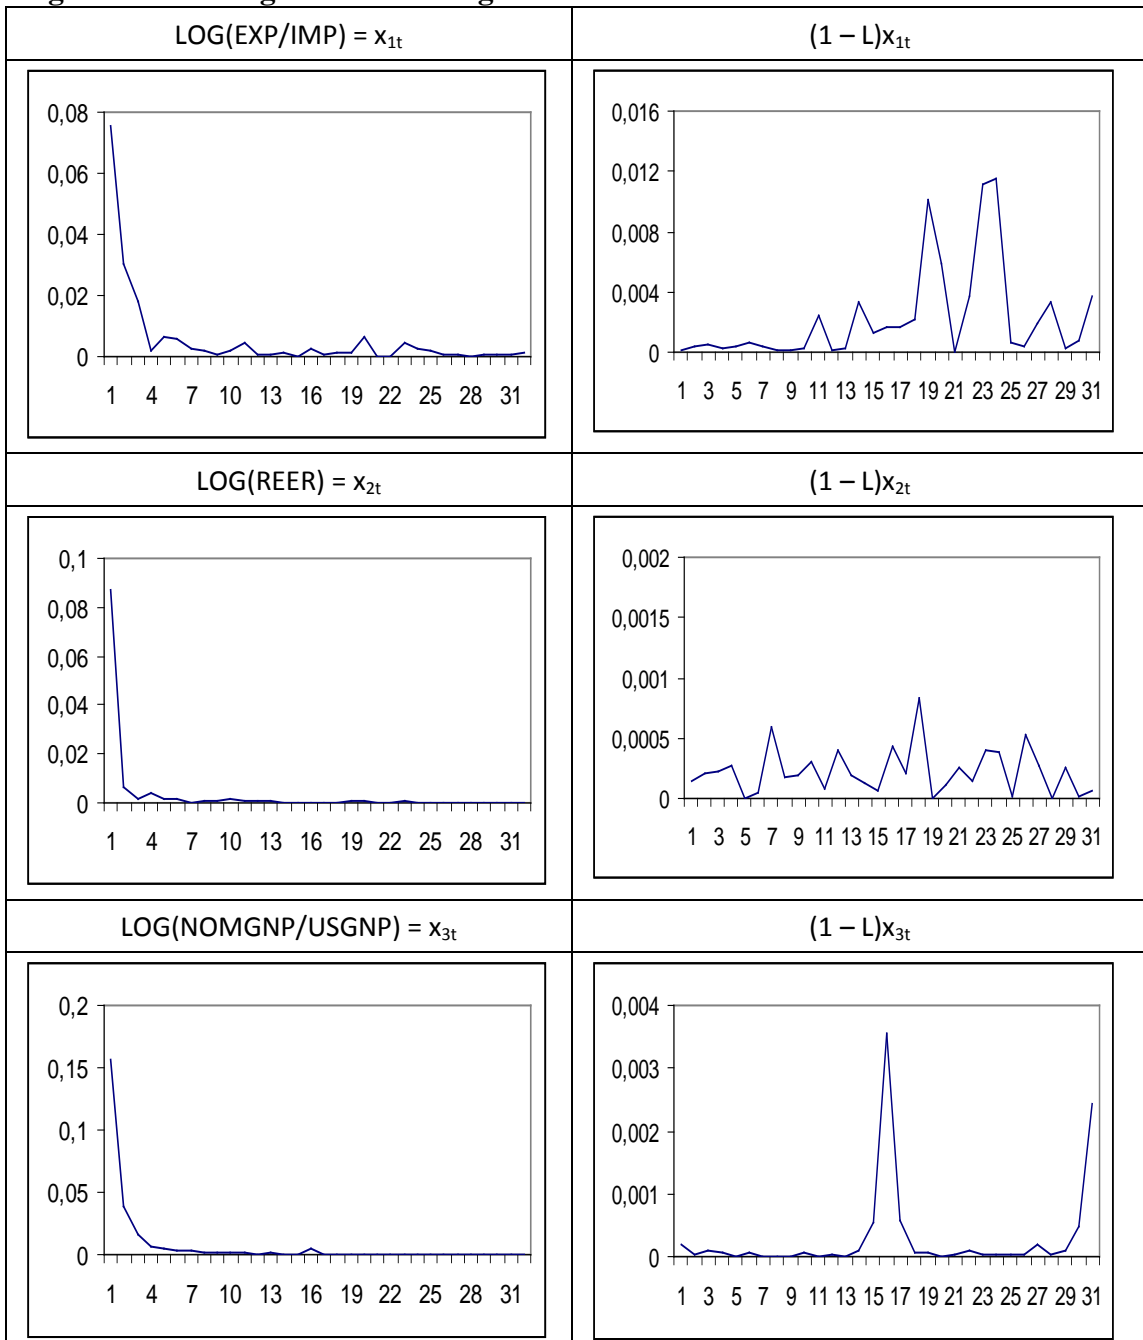 LOG(EXP/IMP) = x1t
(1 – L)x1t
0,08
0,06
0,04
0,02
0
1 4 7 10 13 16 19 22 25 28 31
0,016
0,012
0,008
0,004
0
1 3 5 7 9 11 13 15 17 19 21 23 25 27 29 31
LOG(REER) = x2t
(1 – L)x2t
0,1
0,08
0,06
0,04
0,02
0
1 4 7 10 13 16 19 22 25 28 31
0,002
0,0015
0,001
0,0005
0
1 3 5 7 9 11 13 15 17 19 21 23 25 27 29 31
LOG(NOMGNP/USGNP) = x3t
(1 – L)x3t
0,2
0,15
0,1
0,05
0
1 4 7 10 13 16 19 22 25 28 31
0,004
0,003
0,002
0,001
0
1 3 5 7 9 11 13 15 17 19 21 23 25 27 29 31